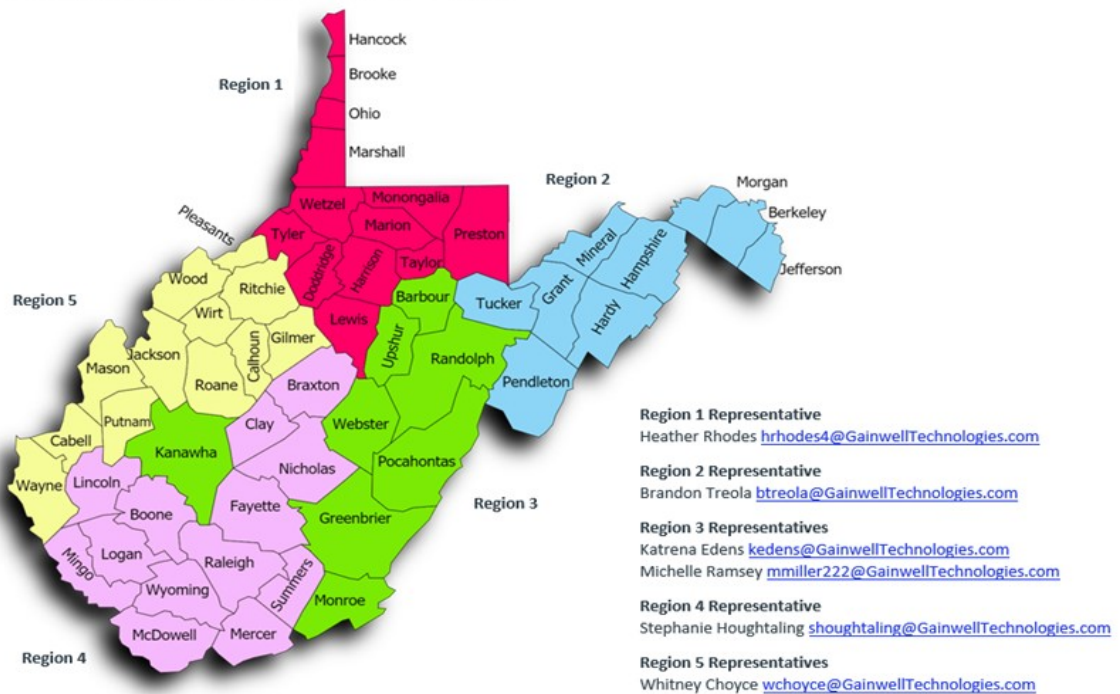 Hancock
Region 1
Brooke
Ohio
Marshall
Region 2
Morgan
Berkeley
Jefferson
Wetzel
Monongalia
Marion
Preston
Pleasants
Tyler
Doddridge
Harrison
Taylor
Mineral
Hampshire
Grant
Hardy
Tucker
Pendleton
Region 5
Wood
Ritchie
Wirt
Lewis
Barbour
Upshur
Randolph
Jackson
Calhoun
Gilmer
Mason
Roane
Braxton
Putnam
Clay
Webster
Cabell
Kanawha
Pocahontas
Wayne
Lincoln
Nicholas
Region 3
Boone
Fayette
Greenbrier
Mingo
Logan
Raleigh
Summers
Wyoming
Monroe
McDowell
Mercer
Region 4
Region 1 Representative
Heather Rhodes hrhodes4@GainwellTechnologies.com
Region 2 Representative
Brandon Treola btreola@GainwellTechnologies.com
Region 3 Representatives
Katrena Edens kedens@GainwellTechnologies.com
Michelle Ramsey mmiller222@GainwellTechnologies.com
Region 4 Representative
Stephanie Houghtaling shoughtaling@GainwellTechnologies.com
Region 5 Representatives
Whitney Choyce wchoyce@GainwellTechnologies.com